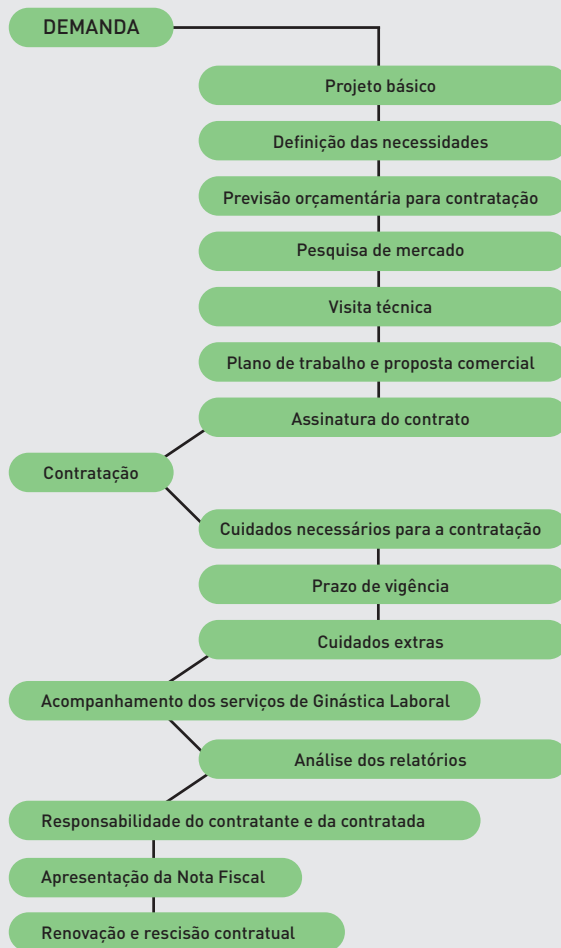 DEMANDA
Projeto básico
Definição das necessidades
Previsão orçamentária para contratação
Pesquisa de mercado
Visita técnica
Plano de trabalho e proposta comercial
Assinatura do contrato
Contratação
Cuidados necessários para a contratação
Prazo de vigência
Cuidados extras
Acompanhamento dos serviços de Ginástica Laboral
Análise dos relatórios
Responsabilidade do contratante e da contratada
Apresentação da Nota Fiscal
Renovação e rescisão contratual